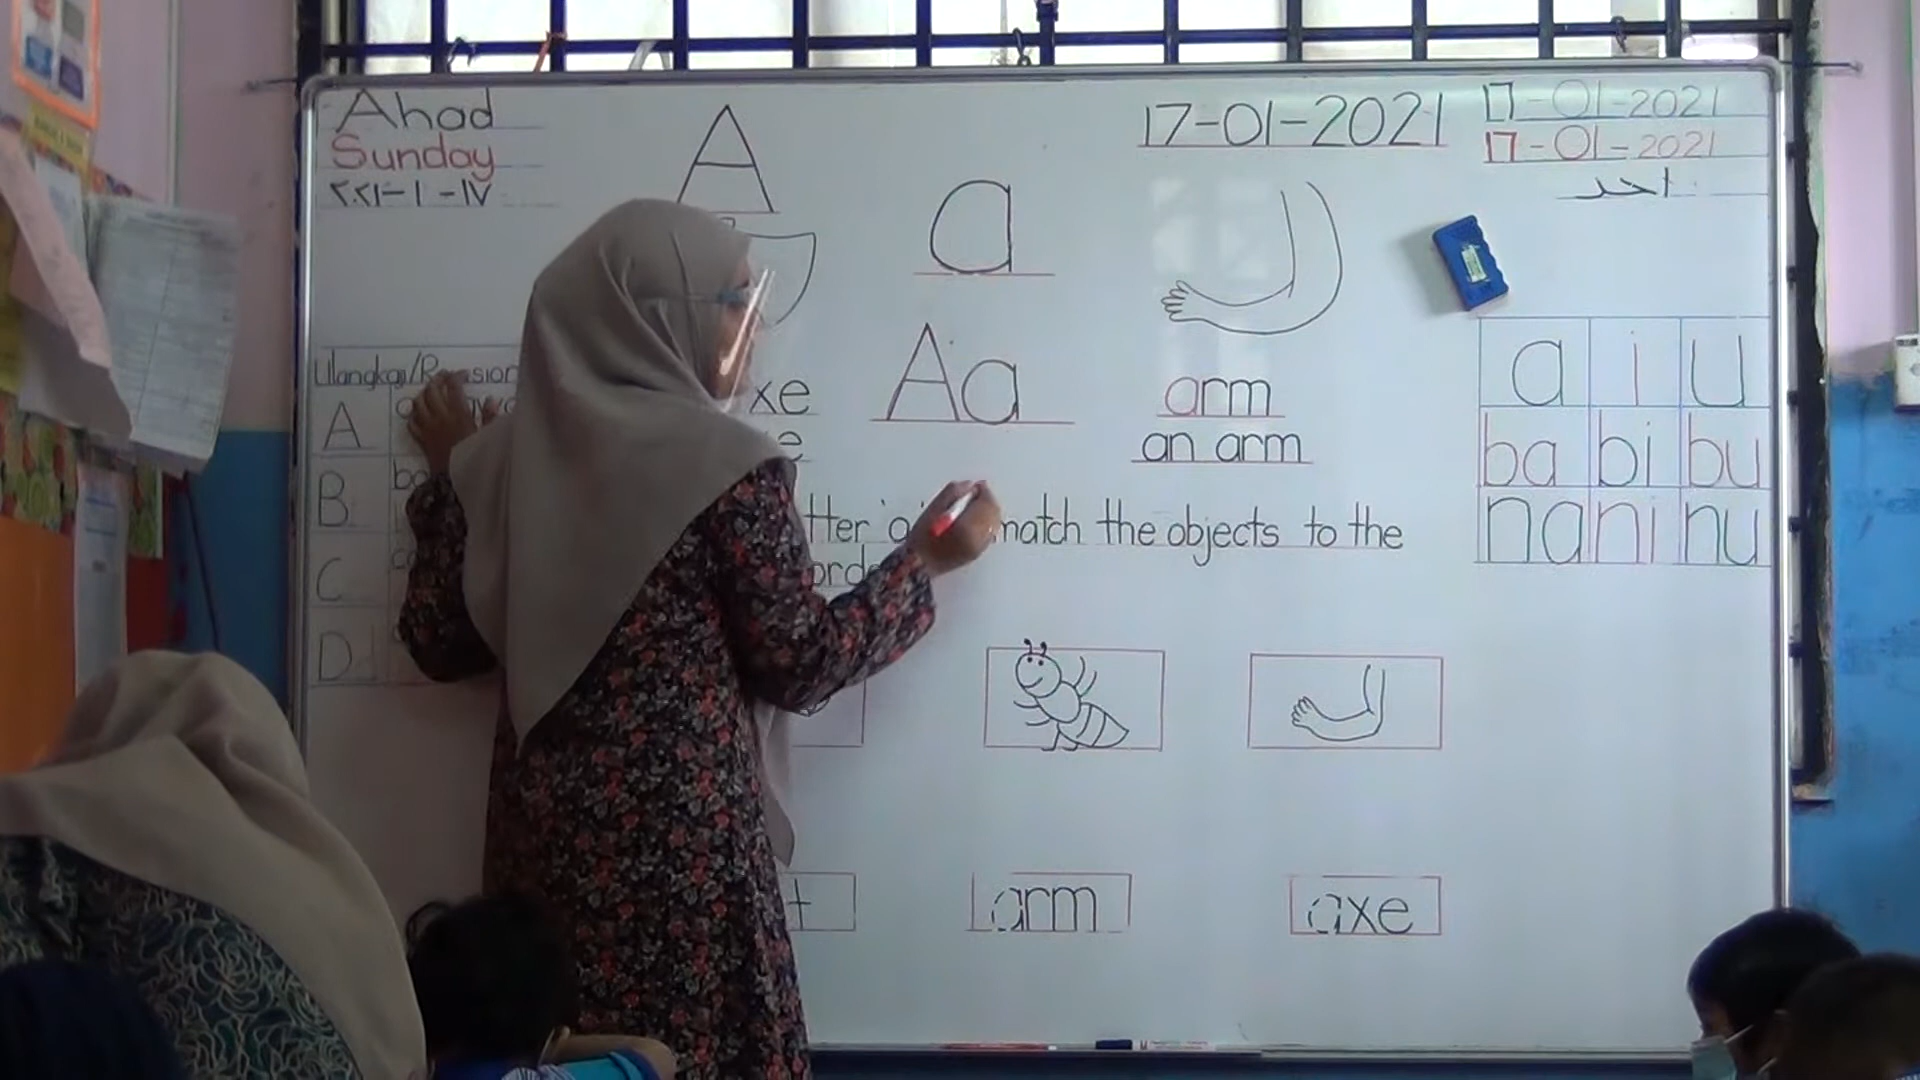 Ahad
Sunday
٢٠٢١-١-١٧
A
a
17-01-2021
17-01-2021
17-01-2021
احد
Aa
xe
arm
an arm
Ulangkaji/
A
B
C
D
tter 'a' match the objects to the
a i u
ba bi bu
na ni nu
t
arm
axe